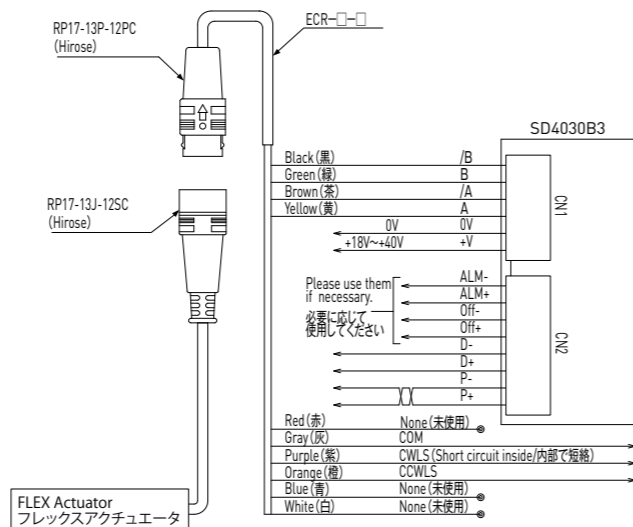 RP17-13P-12PC
(Hirose)
ECR-□-□
SD4030B3
RP17-13J-12SC
(Hirose)
Black(黒) /B
Green(緑) B
Brown(茶) /A
Yellow(黄) A
0V 0V
+18V～+40V +V
CN1
Please use them
if necessary.
必要に応じて
使用してください
ALM-
ALM+
Off-
Off+
D-
D+
P-
P+
CN2
Red(赤) None(未使用)
Gray(灰) COM
Purple(紫) CWLS(Short circuit inside/内部で短絡)
Orange(橙) CCWLS
Blue(青) None(未使用)
White(白) None(未使用)
FLEX Actuator
フレックスアクチュエータ